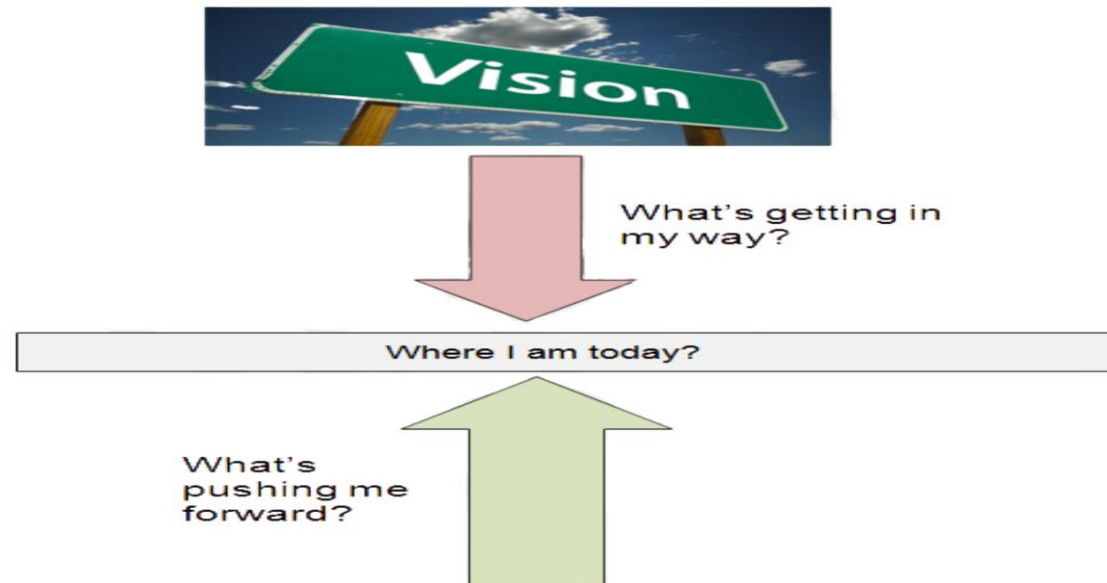 Vision
What's getting in
my way?
Where I am today?
What's
pushing me
forward?